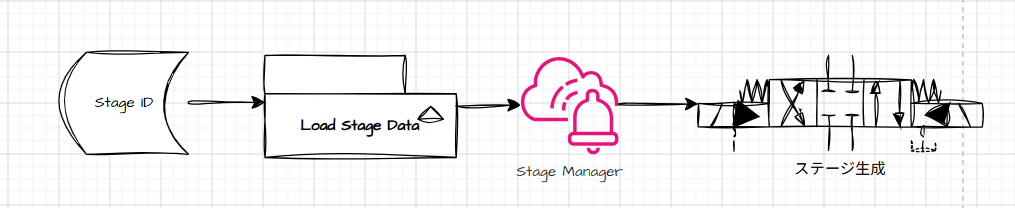 Stage ID
Load Stage Data
Stage Manager
ステージ生成